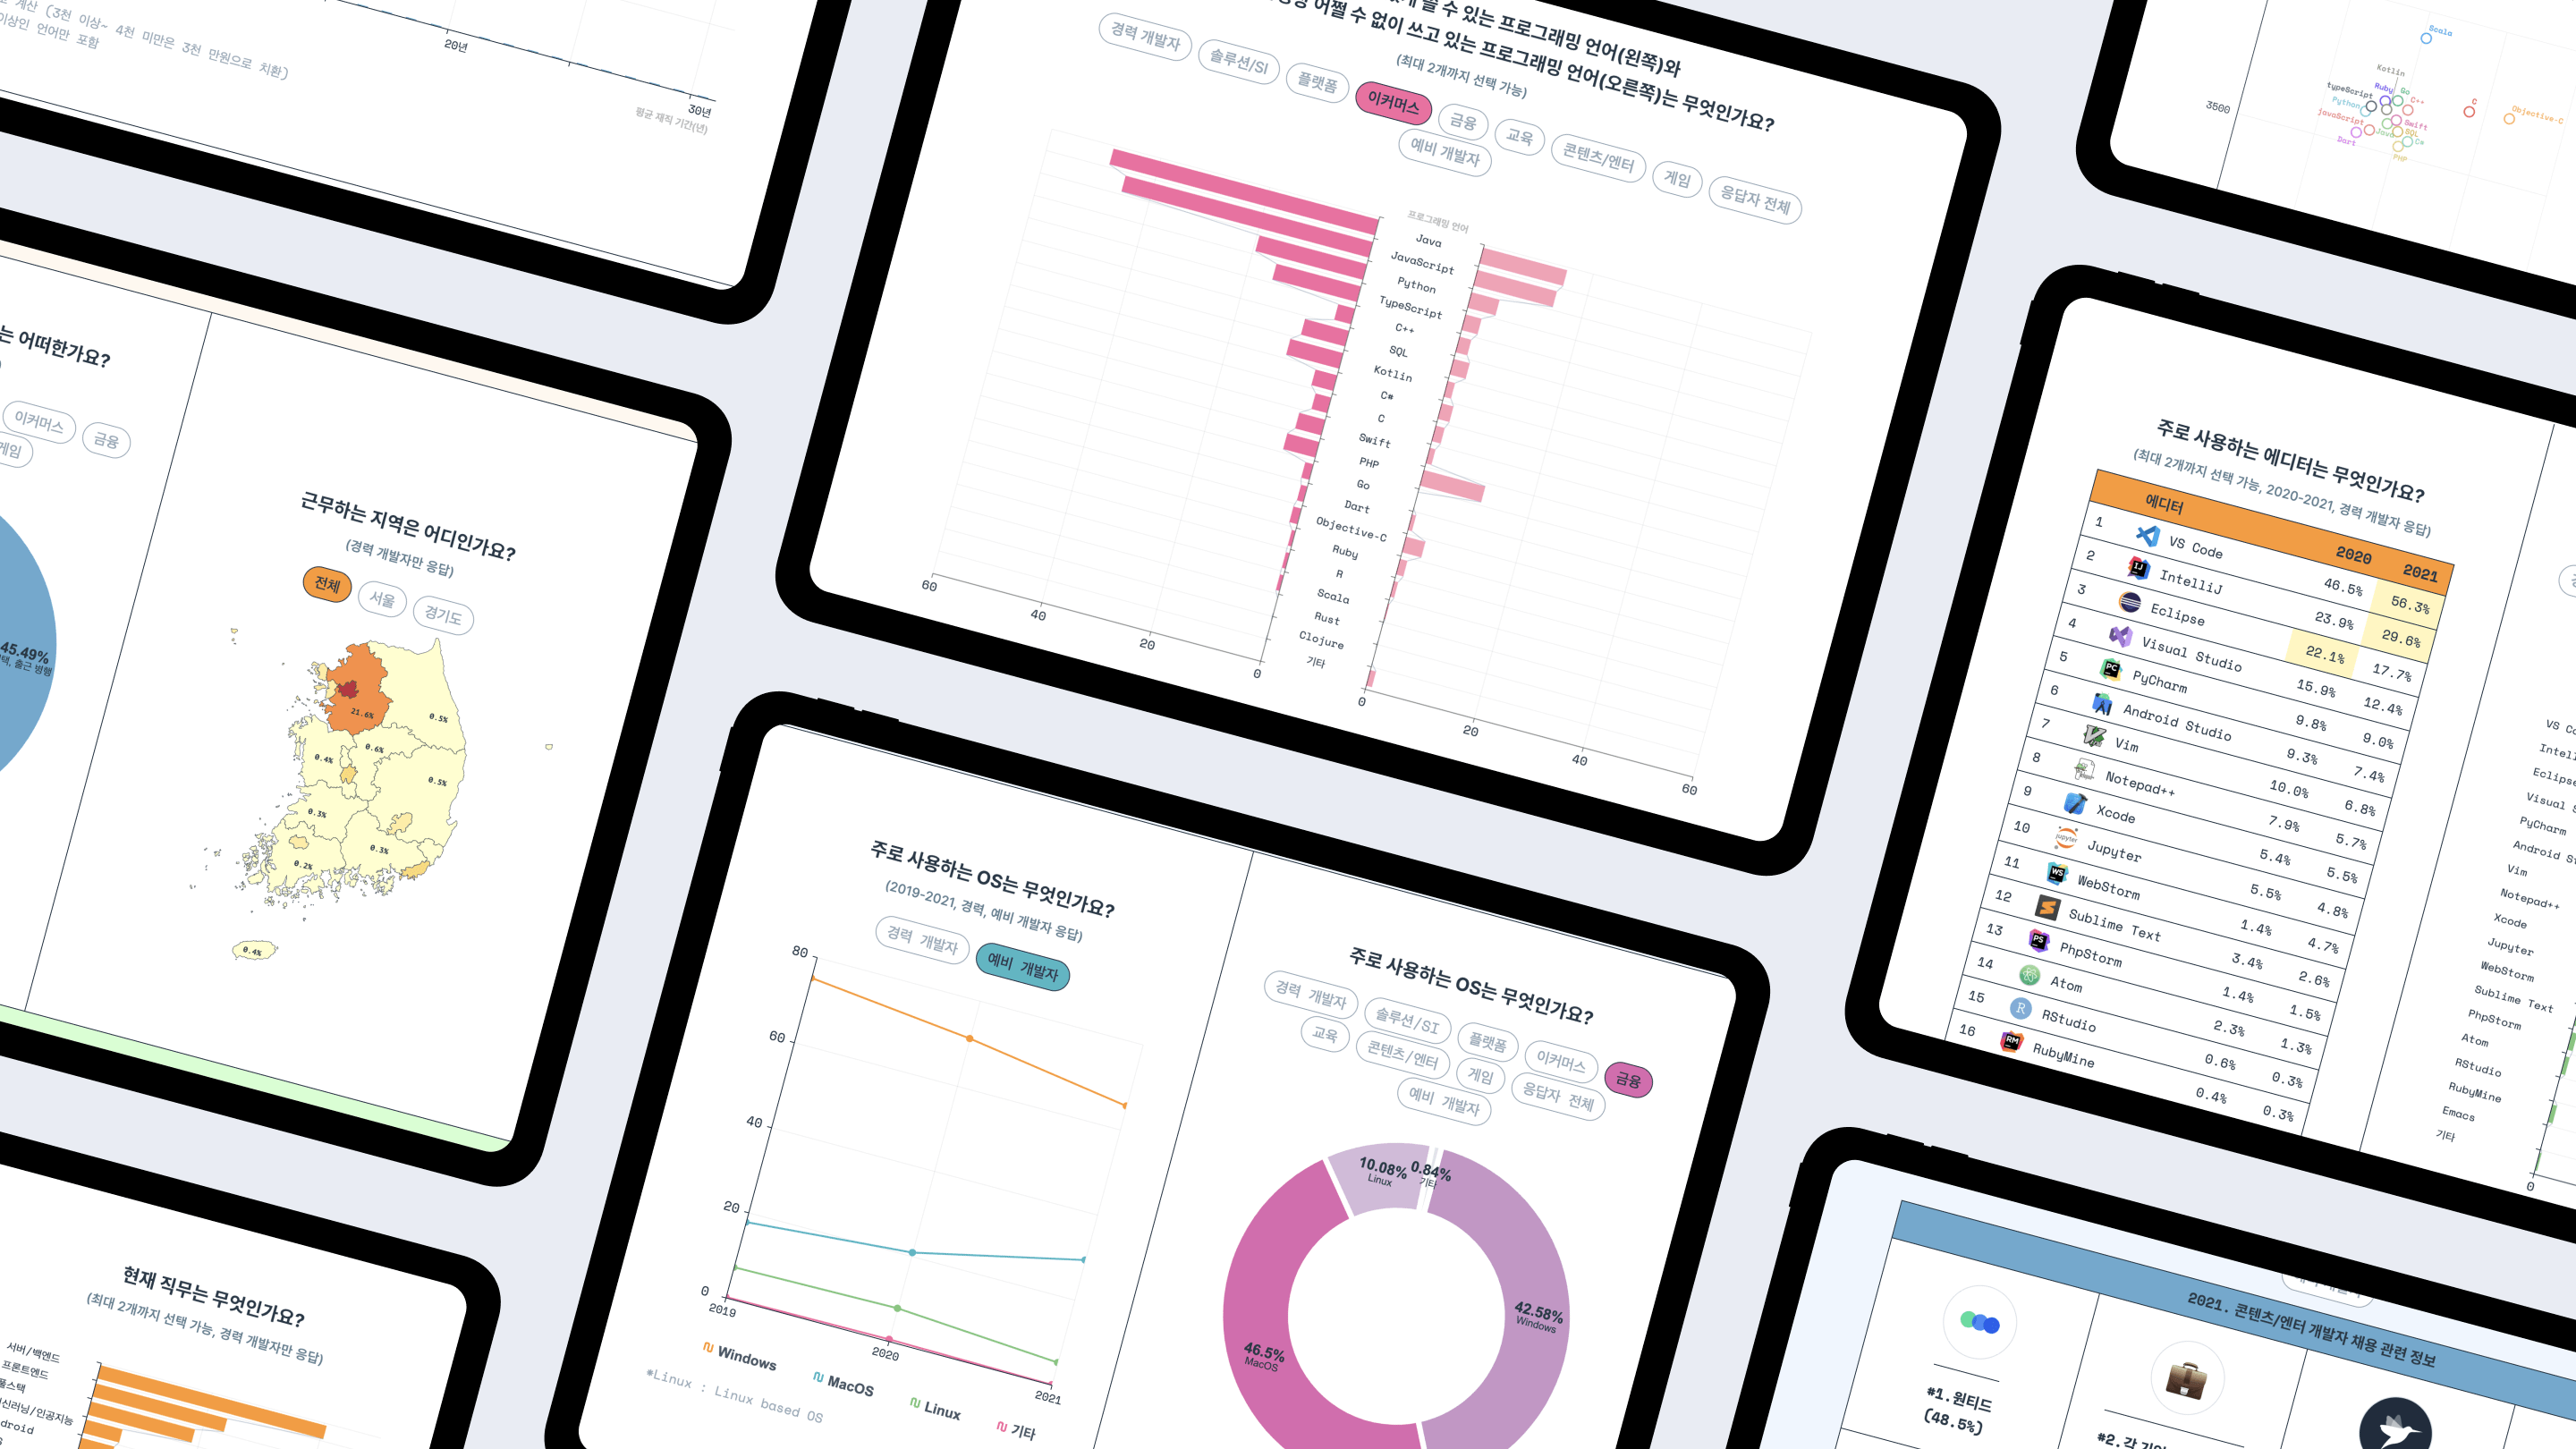 계산 (3천 이상~ 4천 미만은 3천 만원으로 치환)
이상인 언어만 포함
20년
30년
평균 재직 기간(년)
쓸 수 있는 프로그래밍 언어(왼쪽)와
어쩔 수 없이 쓰고 있는 프로그래밍 언어(오른쪽)는 무엇인가요?
(최대 2개까지 선택 가능)
경력 개발자
솔루션/SI
플랫폼
이커머스
금융
교육
콘텐츠/엔터
게임
응답자 전체
예비 개발자
프로그래밍 언어
Java
JavaScript
Python
TypeScript
C++
SQL
Kotlin
C#
C
Swift
PHP
Go
Dart
Objective-C
Ruby
R
Scala
Rust
Clojure
기타
60
40
20
0
0
20
40
60
3500
Scala
Kotlin
typeScript
Ruby
Go
C++
Python
javaScript
Java
Swift
SQL
C#
Dart
PHP
C
Objective-C
는 어떠한가요?
이커머스
금융
게임
45.49%
택, 출근 병행
근무하는 지역은 어디인가요?
(경력 개발자만 응답)
전체
서울
경기도
21.6%
0.5%
0.6%
0.4%
0.5%
0.3%
0.3%
0.2%
0.4%
주로 사용하는 에디터는 무엇인가요?
(최대 2개까지 선택 가능, 2020-2021, 경력 개발자 응답)
에디터 2020 2021
1 VS Code 46.5% 56.3%
2 IntelliJ 23.9% 29.6%
3 Eclipse 22.1% 17.7%
4 Visual Studio 15.9% 12.4%
5 PyCharm 9.8% 9.0%
6 Android Studio 9.3% 7.4%
7 Vim 10.0% 6.8%
8 Notepad++ 7.9% 5.7%
9 Xcode 5.4% 5.5%
10 Jupyter 5.5% 4.8%
11 WebStorm 1.4% 4.7%
12 Sublime Text 3.4% 2.6%
13 PhpStorm 1.4% 1.5%
14 Atom 2.3% 1.3%
15 RStudio 0.6% 0.3%
16 RubyMine 0.4% 0.3%
VS Co
Intell
Eclipse
Visual S
PyCharm
Android St
Vim
Notepad++
Xcode
Jupyter
WebStorm
Sublime Text
PhpStorm
Atom
RStudio
RubyMine
Emacs
기타
0
주로 사용하는 OS는 무엇인가요?
(2019-2021, 경력, 예비 개발자 응답)
경력 개발자
예비 개발자
80
60
40
20
0
2019
2020
2021
Windows
MacOS
Linux
기타
*Linux : Linux based OS
주로 사용하는 OS는 무엇인가요?
경력 개발자
솔루션/SI
플랫폼
이커머스
금융
교육
콘텐츠/엔터
게임
응답자 전체
예비 개발자
10.08%
Linux
0.84%
기타
42.58%
Windows
46.5%
MacOS
현재 직무는 무엇인가요?
(최대 2개까지 선택 가능, 경력 개발자만 응답)
서버/백엔드
프론트엔드
풀스택
신러닝/인공지능
droid
2021. 콘텐츠/엔터 개발자 채용 관련 정보
#1. 원티드
(48.5%)
#2. 각 기업